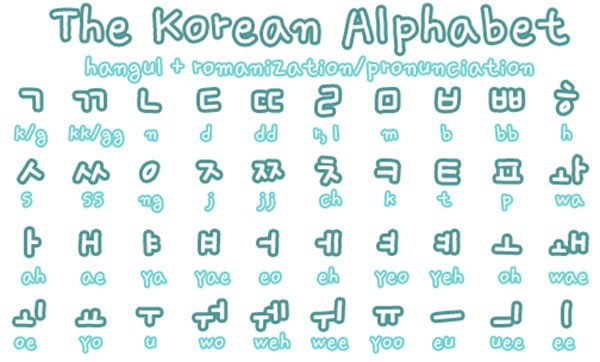 The Korean Alphabet
hangul + romanization/pronunciation
ㄱ ㄲ ㄴ ㄷ ㄸ ㄹ ㅁ ㅂ ㅃ ㅎ
k/g kk/gg n d dd r,l m b bb h
ㅅ ㅆ ㅇ ㅈ ㅉ ㅊ ㅋ ㅌ ㅍ ㅘ
s ss ng j jj ch k t p wa
ㅏ ㅐ ㅑ ㅒ ㅓ ㅔ ㅕ ㅖ ㅗ ㅙ
ah ae ya yae eo eh yeo yeh oh wae
ㅚ ㅛ ㅜ ㅝ ㅞ ㅟ ㅠ ㅡ ㅢ ㅣ
oe yo u wo weh wee yoo eu uee ee